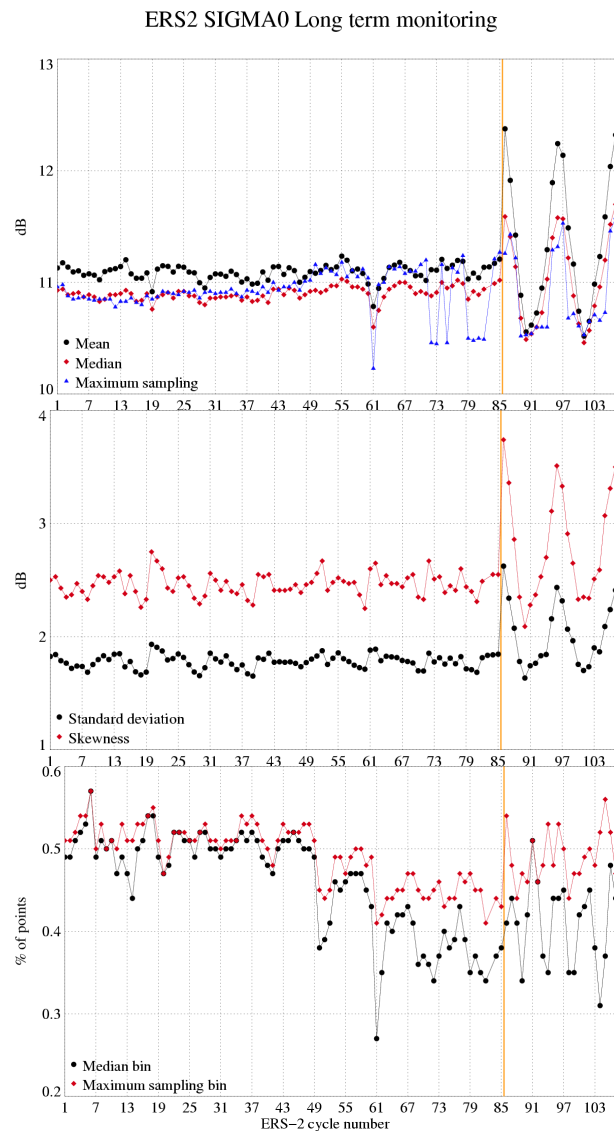 ERS2 SIGMA0 Long term monitoring
13
12
11
10
dB
Mean
Median
Maximum sampling
1 7 13 19 25 31 37 43 49 55 61 67 73 79 85 91 97 103
4
3
2
1
dB
Standard deviation
Skewness
1 7 13 19 25 31 37 43 49 55 61 67 73 79 85 91 97 103
0.6
0.5
0.4
0.3
0.2
% of points
Median bin
Maximum sampling bin
1 7 13 19 25 31 37 43 49 55 61 67 73 79 85 91 97 103
ERS−2 cycle number